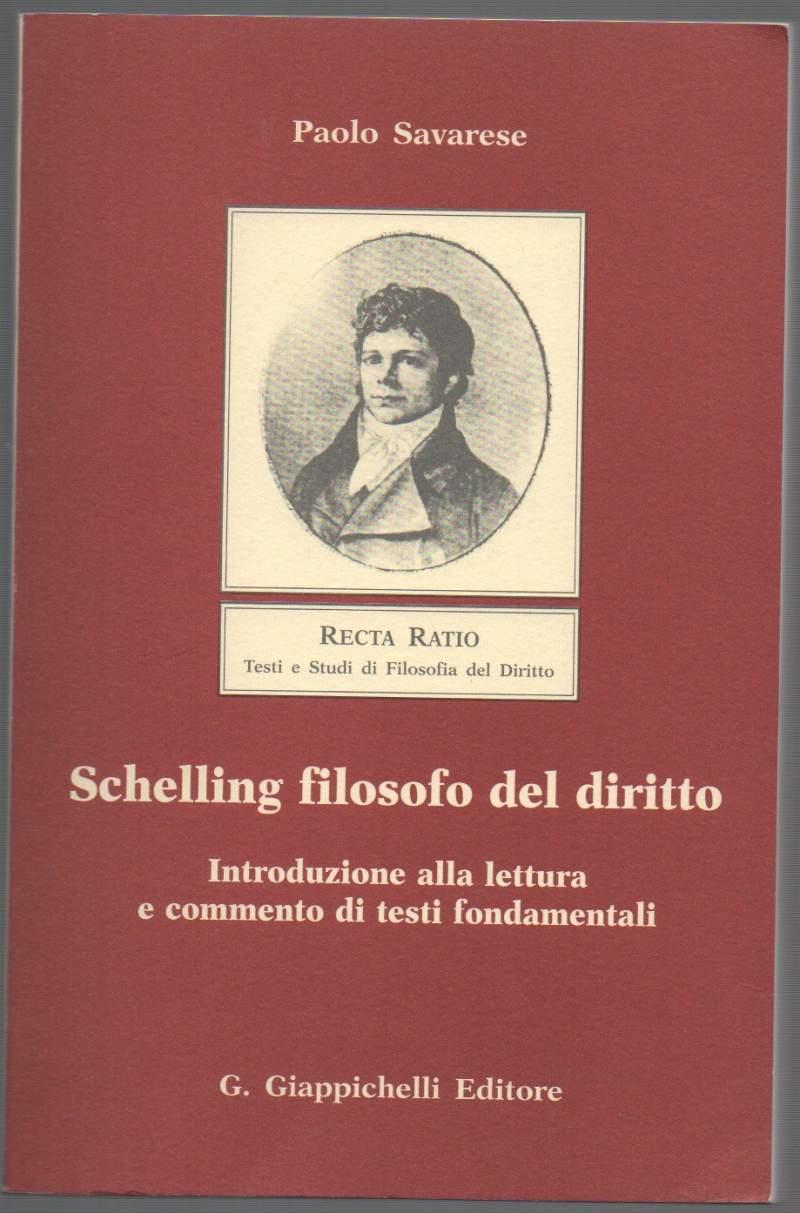 Paolo Savarese
RECTA RATIO
Testi e Studi di Filosofia del Diritto
Schelling filosofo del diritto
Introduzione alla lettura
e commento di testi fondamentali
G. Giappichelli Editore